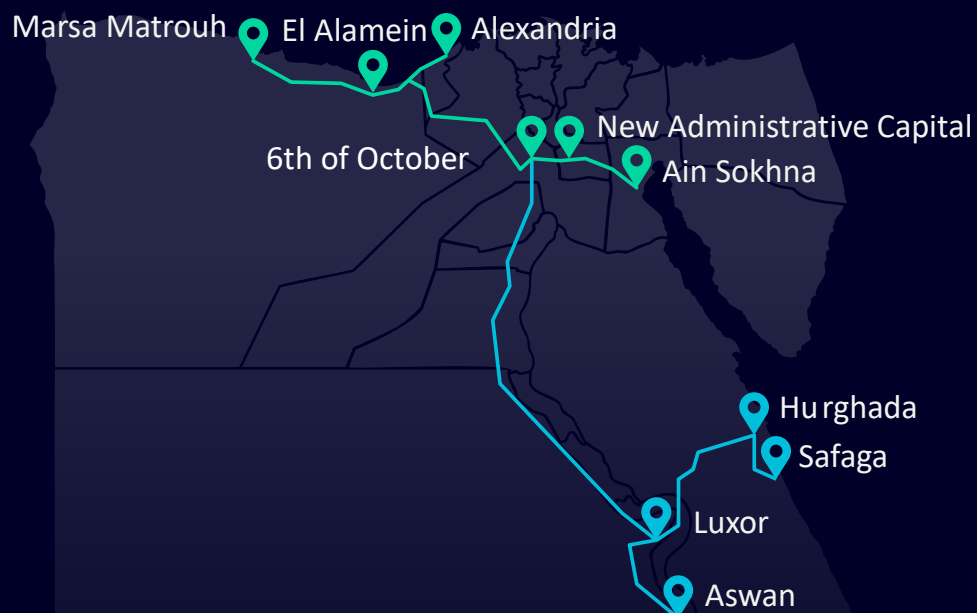 Marsa Matrouh
El Alamein
Alexandria
New Administrative Capital
6th of October
Ain Sokhna
Hurghada
Safaga
Luxor
Aswan